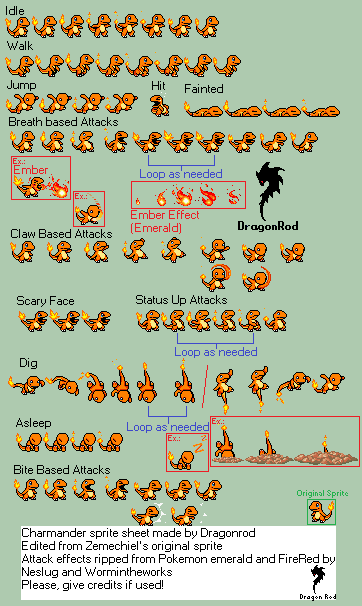 Idle
Walk
Jump
Hit
Fainted
Breath based Attacks
Loop as needed
Ex.:
Ember
Ex.:
Ember Effect
(Emerald)
DragonRod
Claw Based Attacks
Scary Face
Status Up Attacks
Loop as needed
Dig
Loop as needed
Asleep
Ex.:
Z
Z
Ex.:
Bite Based Attacks
Original Sprite
Charmander sprite sheet made by Dragonrod
Edited from Zemechiel's original sprite
Attack effects ripped from Pokemon emerald and FireRed by
Neslug and Wormintheworks
Please, give credits if used!
Dragon Rod